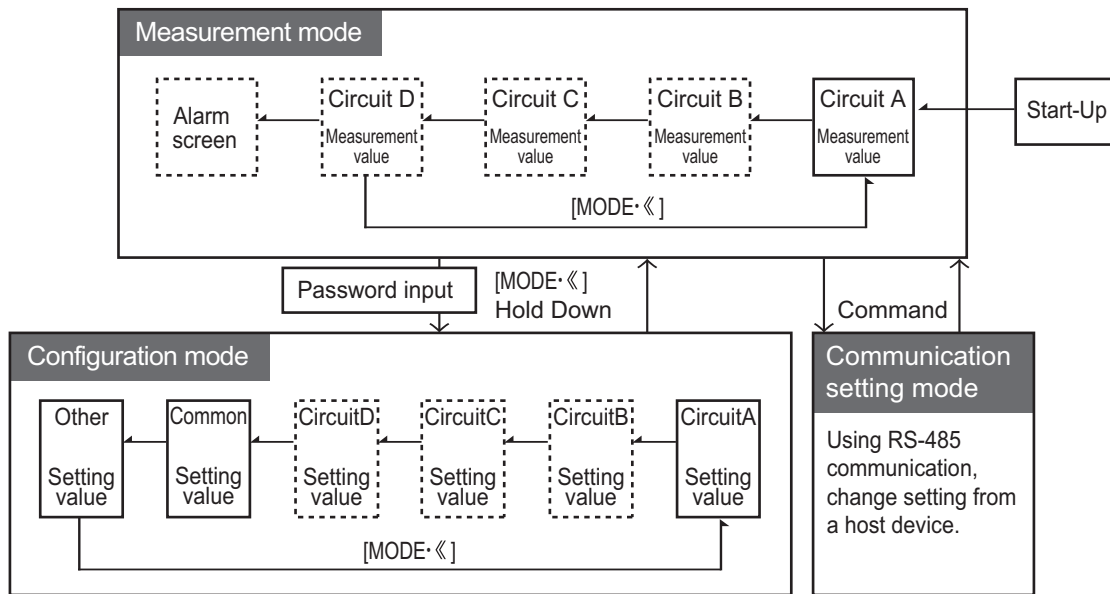 Measurement mode
Alarm
screen
Circuit D
Measurement
value
Circuit C
Measurement
value
Circuit B
Measurement
value
Circuit A
Measurement
value
Start-Up
[MODE･《 ]
Password input
[MODE･《 ]
Hold Down
Command
Configuration mode
Other
Setting
value
Common
Setting
value
CircuitD
Setting
value
CircuitC
Setting
value
CircuitB
Setting
value
CircuitA
Setting
value
[MODE･《 ]
Communication
setting mode
Using RS-485
communication,
change setting from
a host device.